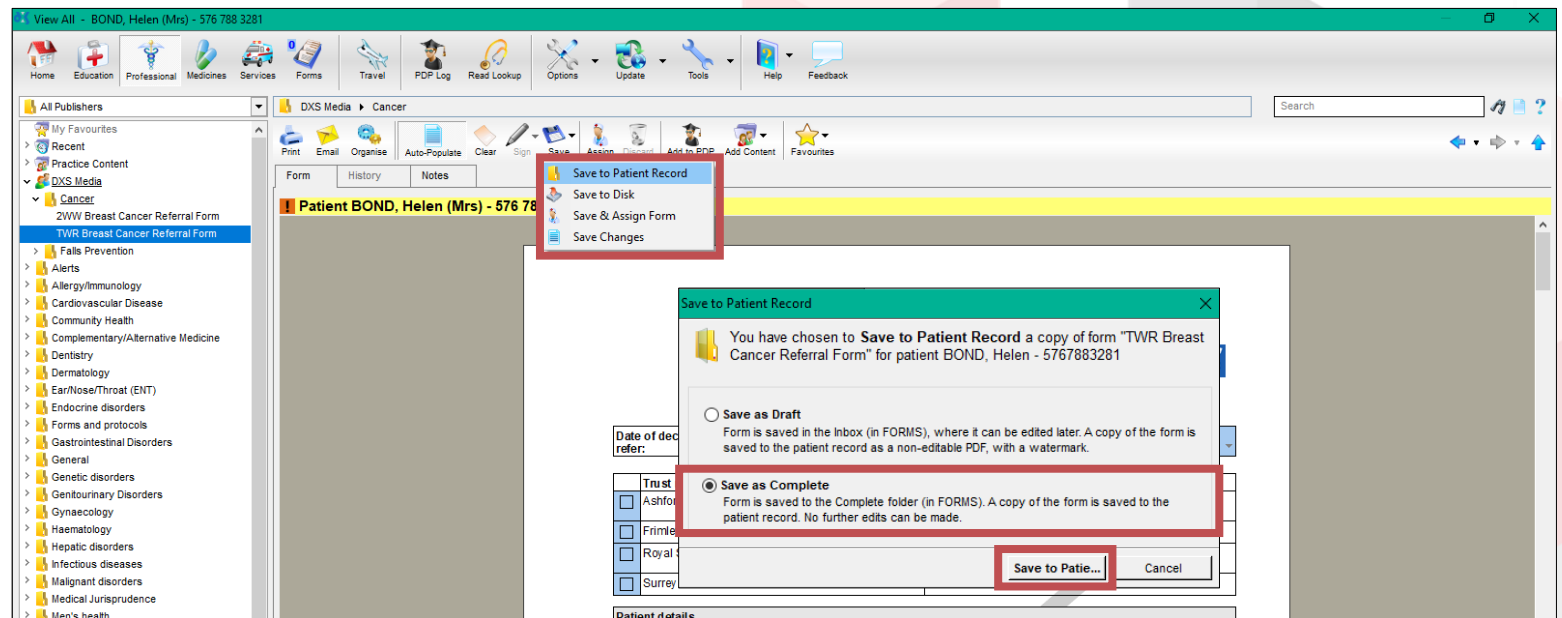 View All - BOND, Helen (Mrs) - 576 788 3281
Home Education Professional Medicines Services 0 Forms Travel PDP Log Read Lookup Options Update Tools Help Feedback
All Publishers
DXS Media Cancer
Search
My Favourites
Recent
Practice Content
DXS Media
Cancer
2WW Breast Cancer Referral Form
TWR Breast Cancer Referral Form
Falls Prevention
Alerts
Allergy/Immunology
Cardiovascular Disease
Community Health
Complementary/Alternative Medicine
Dentistry
Dermatology
Ear/Nose/Throat (ENT)
Endocrine disorders
Forms and protocols
Gastrointestinal Disorders
General
Genetic disorders
Genitourinary Disorders
Gynaecology
Haematology
Hepatic disorders
Infectious diseases
Malignant disorders
Medical Jurisprudence
Men's health
Print Email Organise Auto-Populate Clear Sign Save Assign Discard Add to PDP Add Content Favourites
Form History Notes
Save to Patient Record
Save to Disk
Save & Assign Form
Save Changes
! Patient BOND, Helen (Mrs) - 576 78
Save to Patient Record
You have chosen to Save to Patient Record a copy of form "TWR Breast
Cancer Referral Form" for patient BOND, Helen - 5767883281
Save as Draft
Form is saved in the Inbox (in FORMS), where it can be edited later. A copy of the form is
saved to the patient record as a non-editable PDF, with a watermark.
Save as Complete
Form is saved to the Complete folder (in FORMS). A copy of the form is saved to the
patient record. No further edits can be made.
Save to Patie... Cancel
Date of dec
refer:
Trust
Ashfor
Frimle
Royal S
Surrey
Patient details